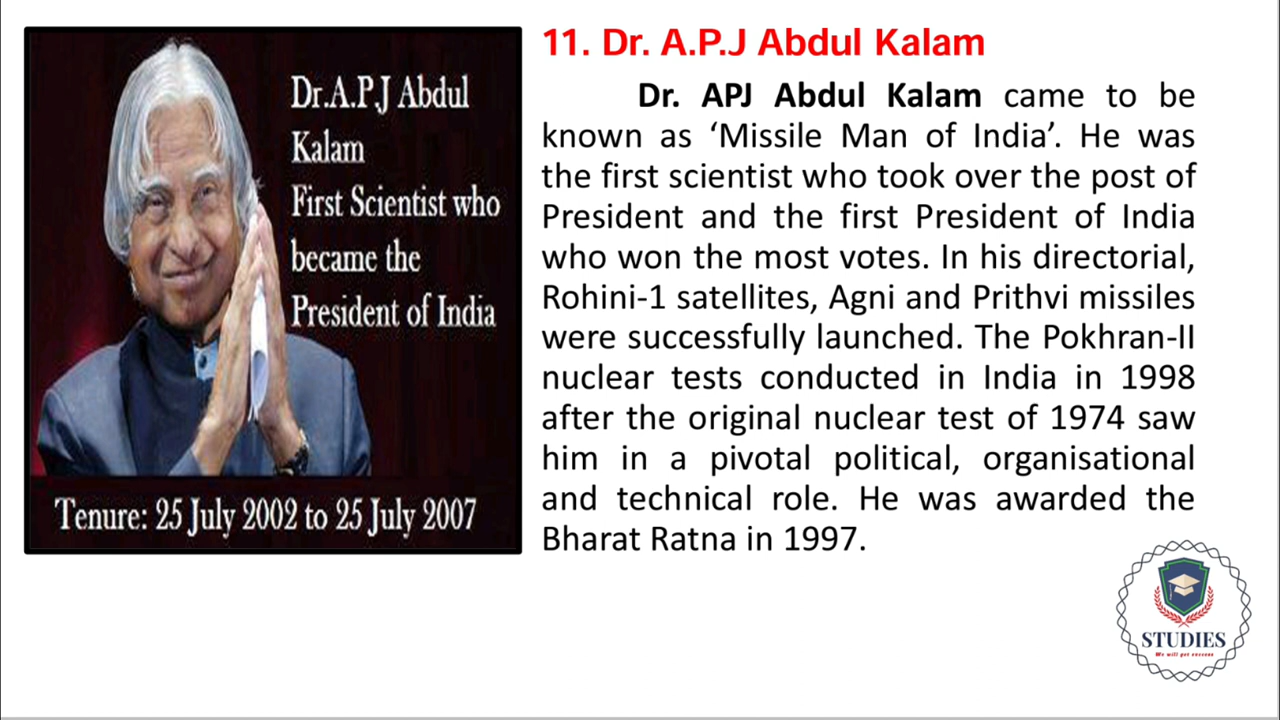 Dr.A.P.J Abdul
Kalam
First Scientist who
became the
President of India
Tenure: 25 July 2002 to 25 July 2007
11. Dr. A.P.J Abdul Kalam
Dr. APJ Abdul Kalam came to be
known as ‘Missile Man of India’. He was
the first scientist who took over the post of
President and the first President of India
who won the most votes. In his directorial,
Rohini-1 satellites, Agni and Prithvi missiles
were successfully launched. The Pokhran-II
nuclear tests conducted in India in 1998
after the original nuclear test of 1974 saw
him in a pivotal political, organisational
and technical role. He was awarded the
Bharat Ratna in 1997.
STUDIES
We will get success